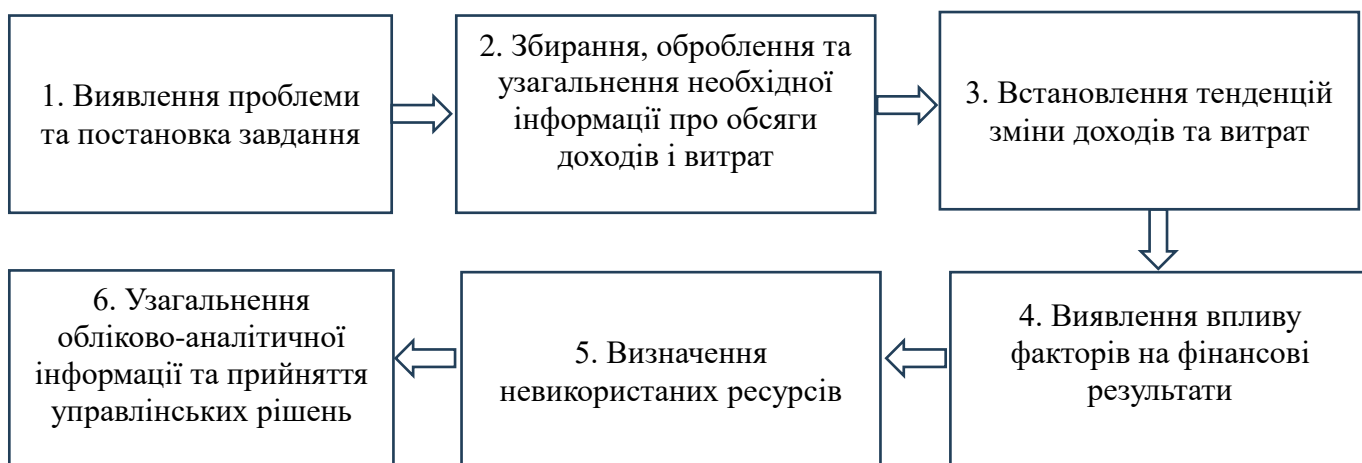 1. Виявлення проблеми
та постановка завдання
2. Збирання, оброблення та
узагальнення необхідної
інформації про обсяги
доходів і витрат
3. Встановлення тенденцій
зміни доходів та витрат
4. Виявлення впливу
факторів на фінансові
результати
5. Визначення
невикористаних ресурсів
6. Узагальнення
обліково-аналітичної
інформації та прийняття
управлінських рішень